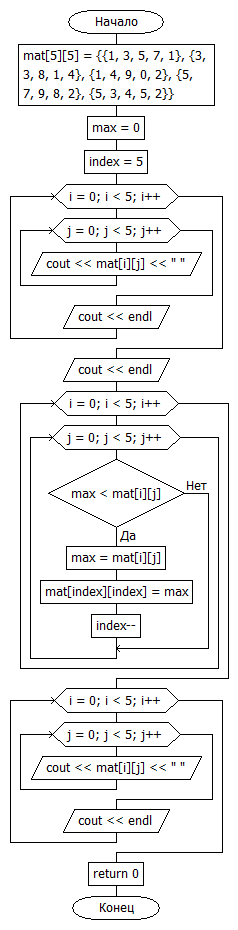 Начало
mat[5][5] = {{1, 3, 5, 7, 1}, {3,
3, 8, 1, 4}, {1, 4, 9, 0, 2}, {5,
7, 9, 8, 2}, {5, 3, 4, 5, 2}}
max = 0
index = 5
i = 0; i < 5; i++
j = 0; j < 5; j++
cout << mat[i][j] << " "
cout << endl
cout << endl
i = 0; i < 5; i++
j = 0; j < 5; j++
max < mat[i][j]
Нет
Да
max = mat[i][j]
mat[index][index] = max
index--
i = 0; i < 5; i++
j = 0; j < 5; j++
cout << mat[i][j] << " "
cout << endl
return 0
Конец